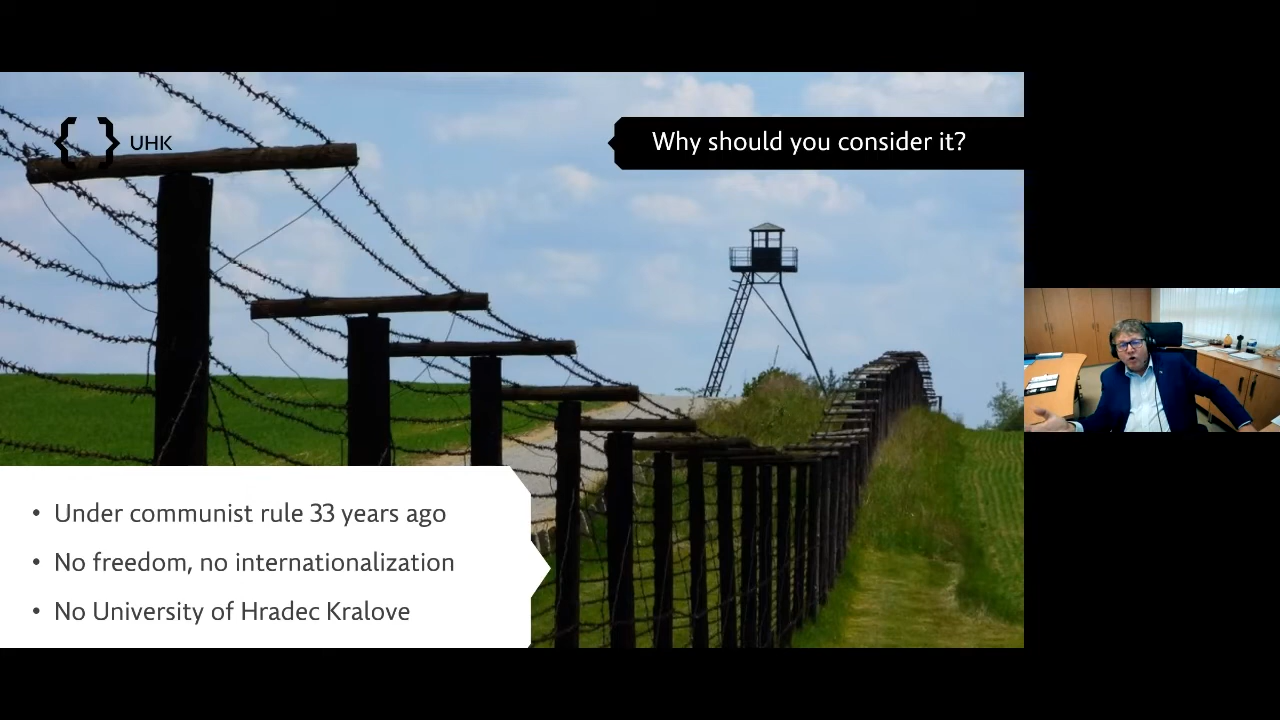 UHK
Why should you consider it?
• Under communist rule 33 years ago
• No freedom, no internationalization
• No University of Hradec Kralove